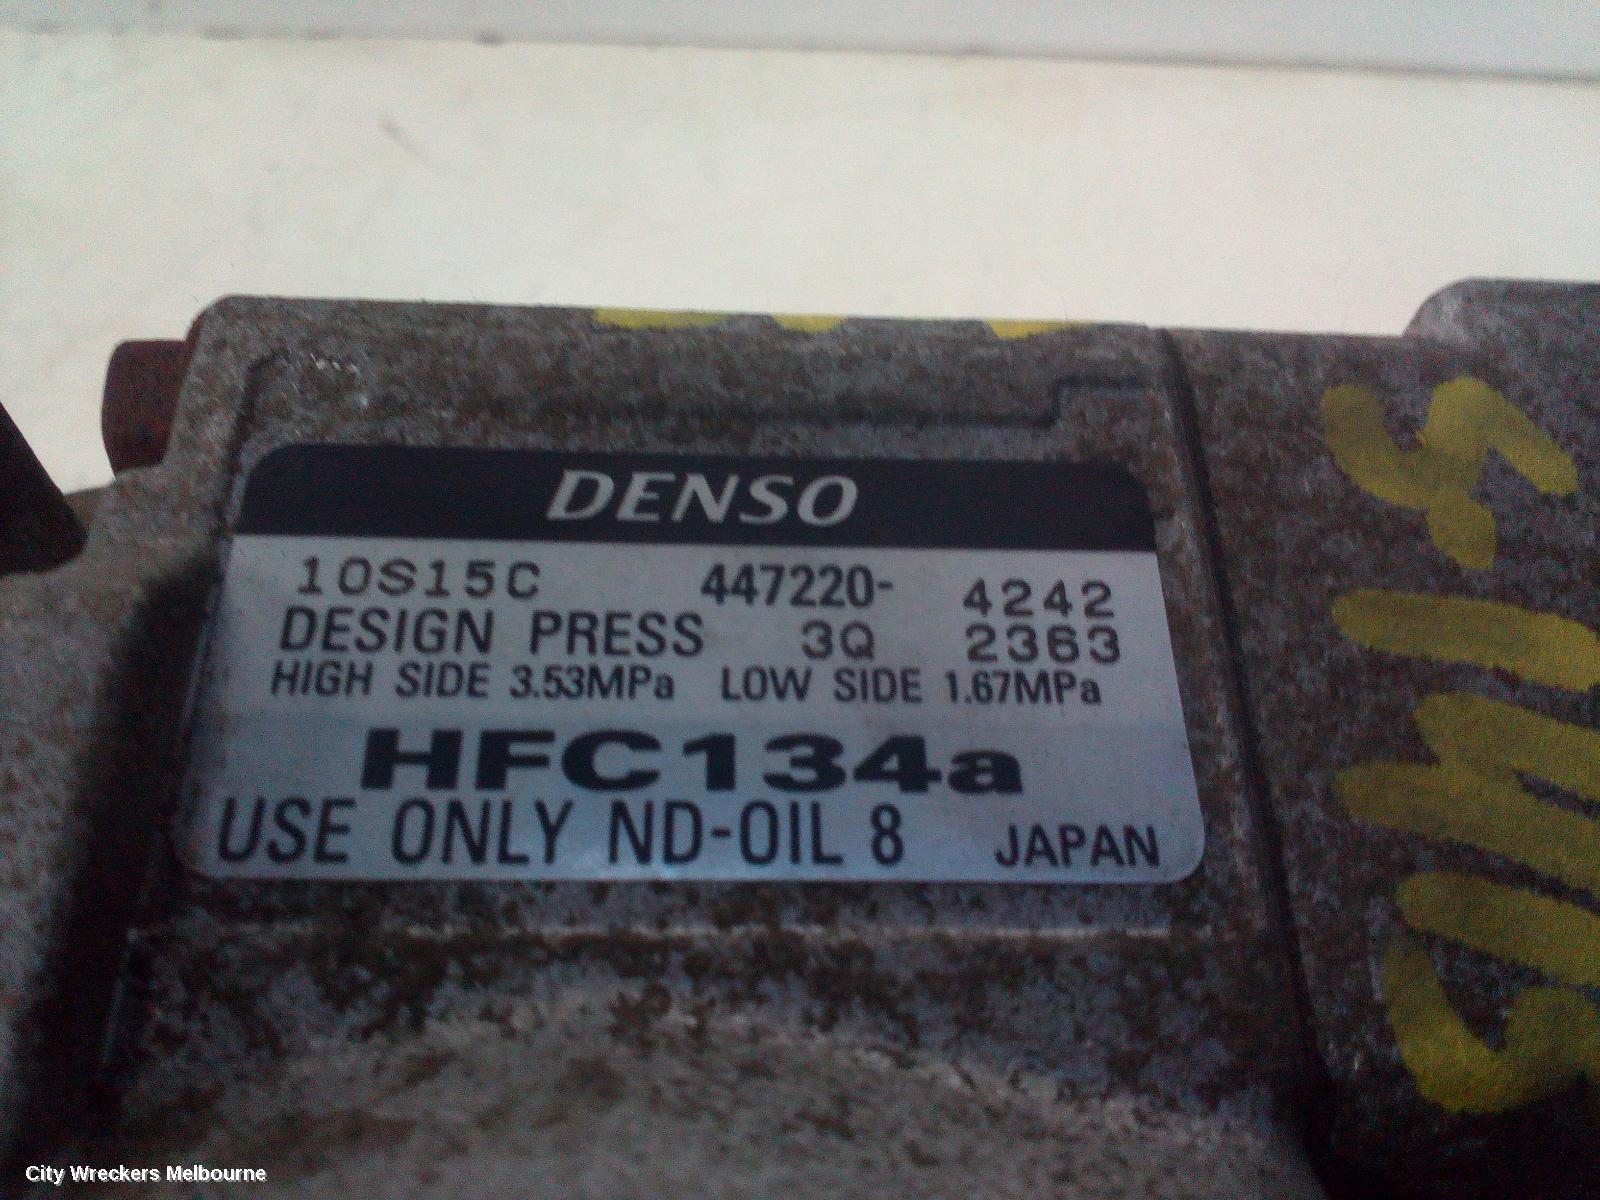 DENSO
10S15C 447220- 4242
DESIGN PRESS 3Q 2363
HIGH SIDE 3.53MPa LOW SIDE 1.67MPa
HFC134a
USE ONLY ND-OIL 8 JAPAN
City Wreckers Melbourne